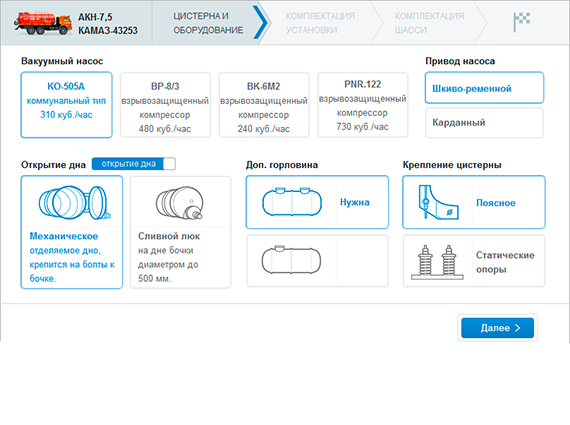 АКН-7,5
КАМАЗ-43253
ЦИСТЕРНА И
ОБОРУДОВАНИЕ
КОМПЛЕКТАЦИЯ
УСТАНОВКИ
КОМПЛЕКТАЦИЯ
ШАССИ
Вакуумный насос
КО-505А
коммунальный тип
310 куб./час
ВР-8/3
взрывозащищенный
компрессор
480 куб./час
ВК-6М2
взрывозащищенный
компрессор
240 куб./час
PNR.122
взрывозащищенный
компрессор
730 куб./час
Привод насоса
Шкиво-ременной
Карданный
Открытие дна
открытие дна
Механическое
отделяемое дно,
крепится на болты к
бочке.
Сливной люк
на дне бочки
диаметром до
500 мм.
Доп. горловина
Нужна
Крепление цистерны
Поясное
Статические
опоры
Далее